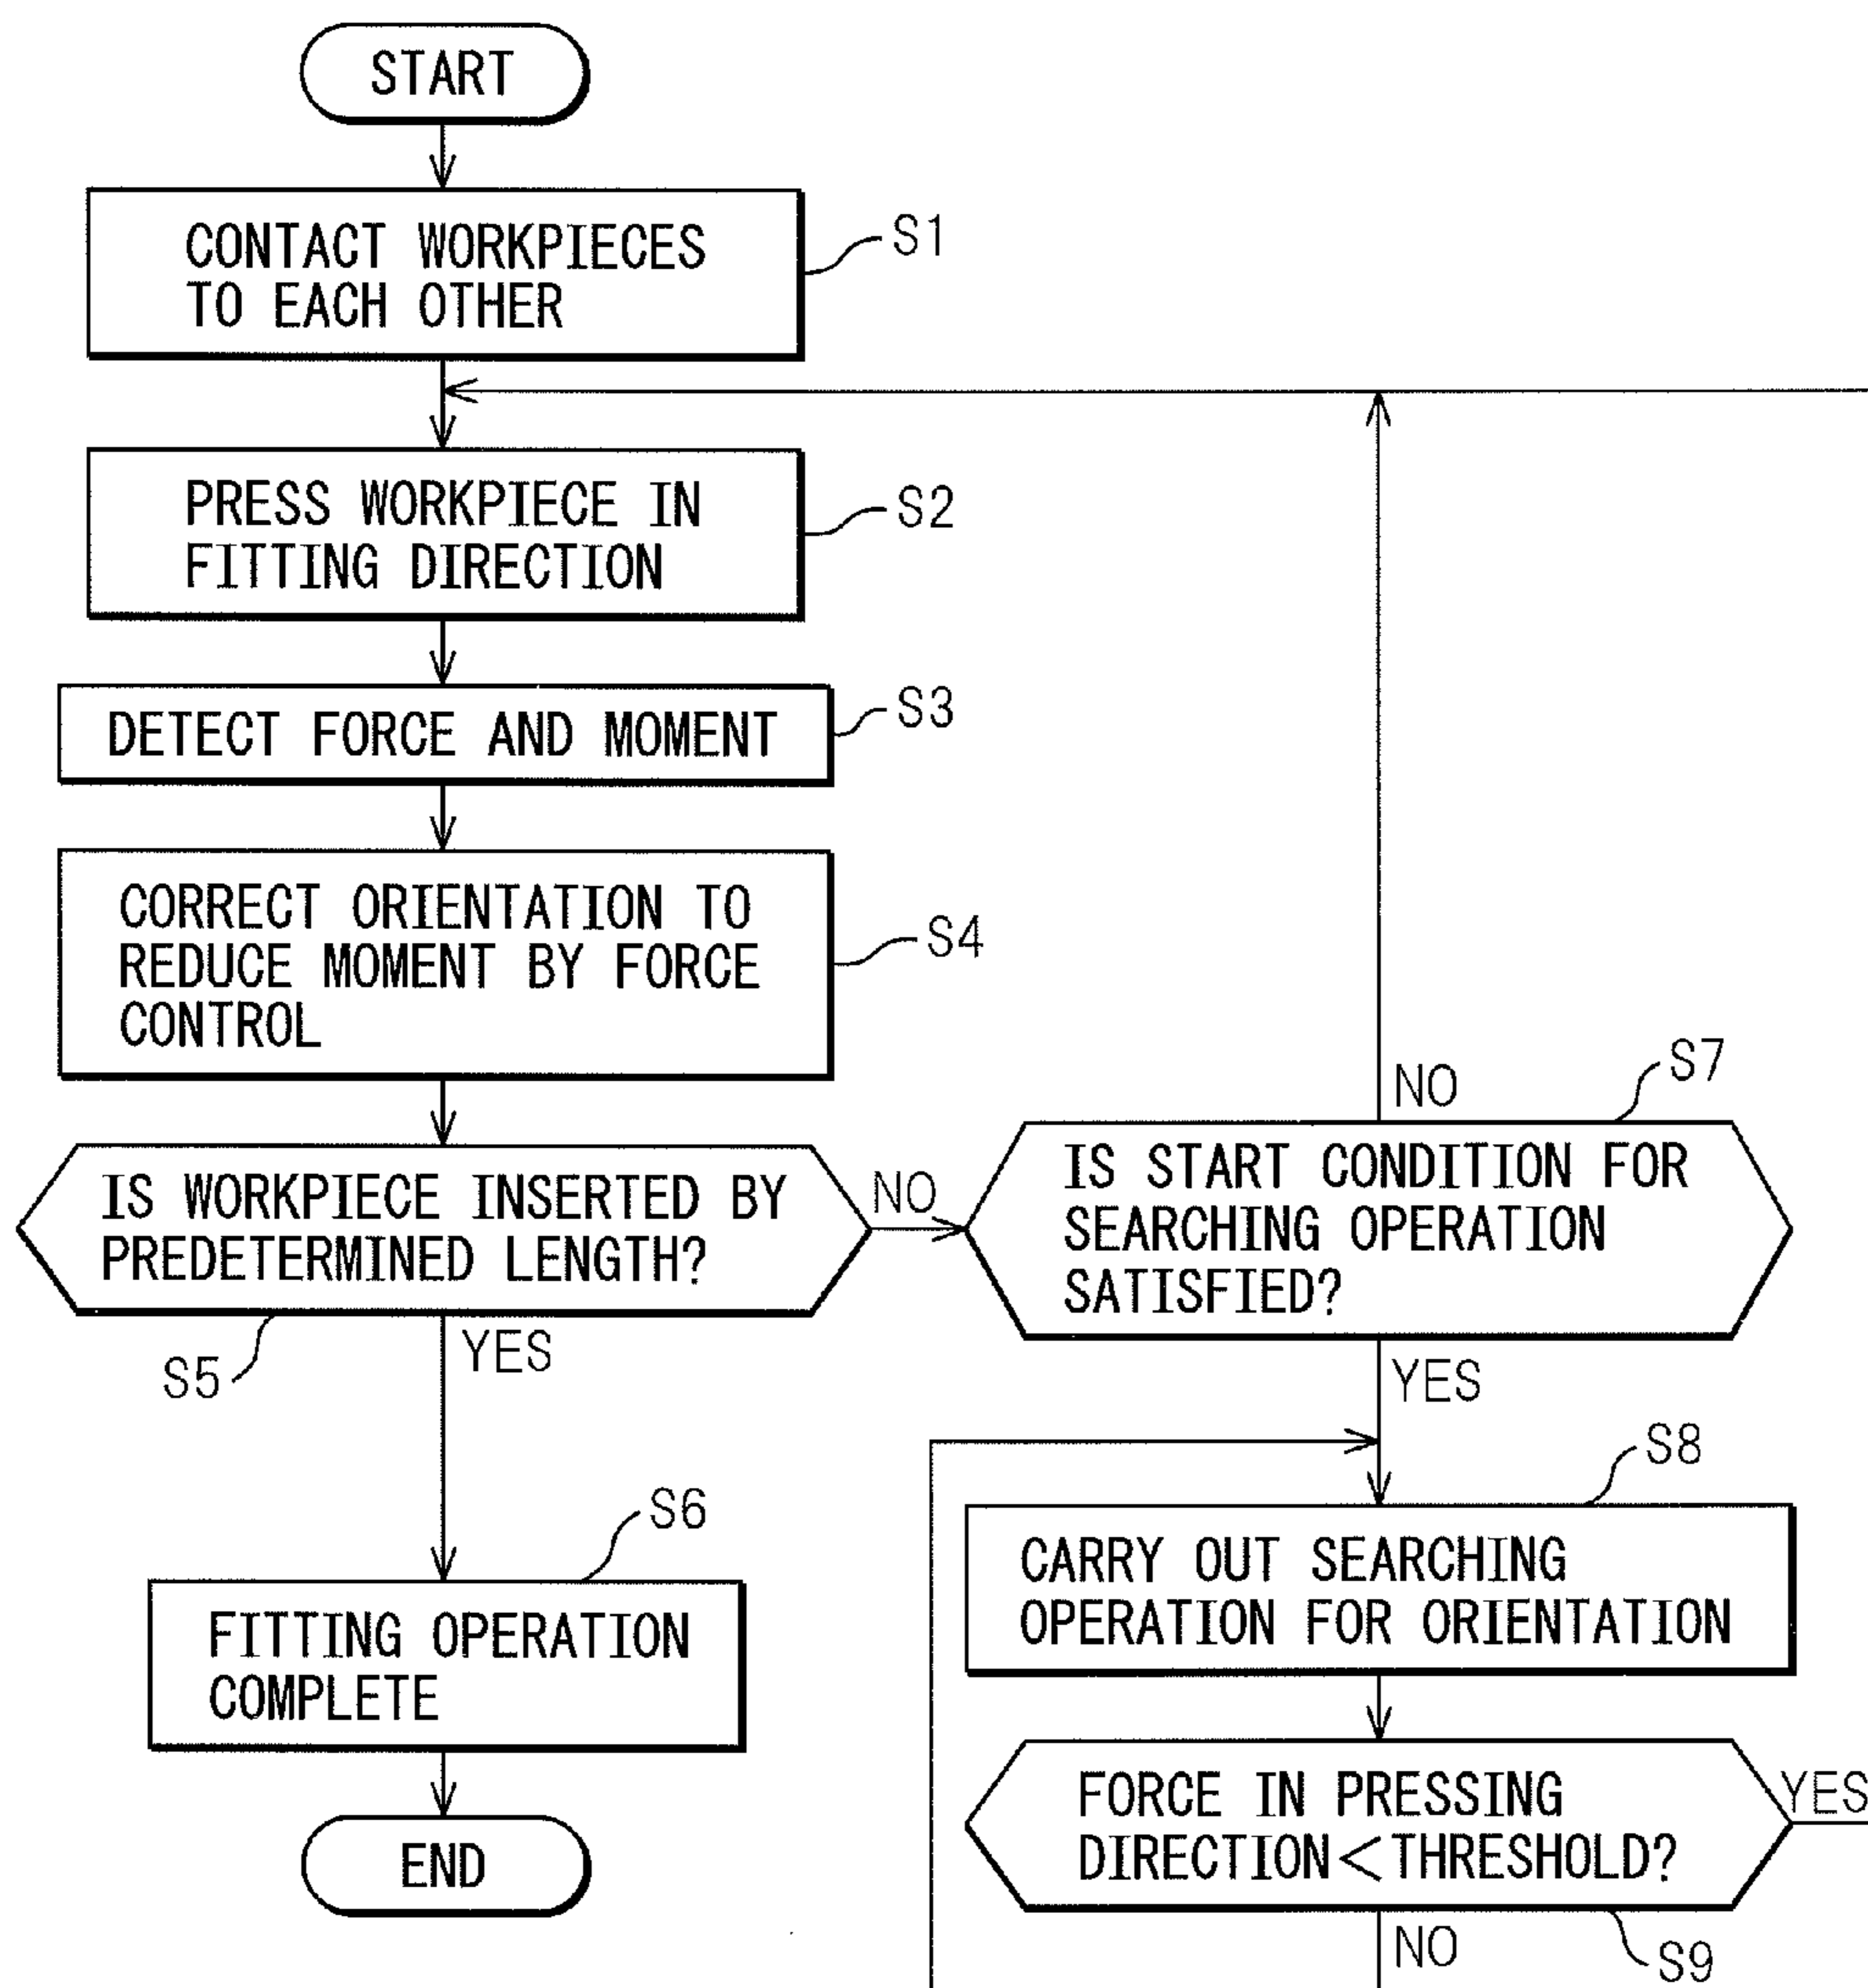 START
CONTACT WORKPIECES
TO EACH OTHER
S1
PRESS WORKPIECE IN
FITTING DIRECTION
S2
DETECT FORCE AND MOMENT
S3
CORRECT ORIENTATION TO
REDUCE MOMENT BY FORCE
CONTROL
S4
IS WORKPIECE INSERTED BY
PREDETERMINED LENGTH?
S5
NO
YES
FITTING OPERATION
COMPLETE
S6
END
IS START CONDITION FOR
SEARCHING OPERATION
SATISFIED?
S7
NO
YES
CARRY OUT SEARCHING
OPERATION FOR ORIENTATION
S8
FORCE IN PRESSING
DIRECTION<THRESHOLD?
S9
YES
NO